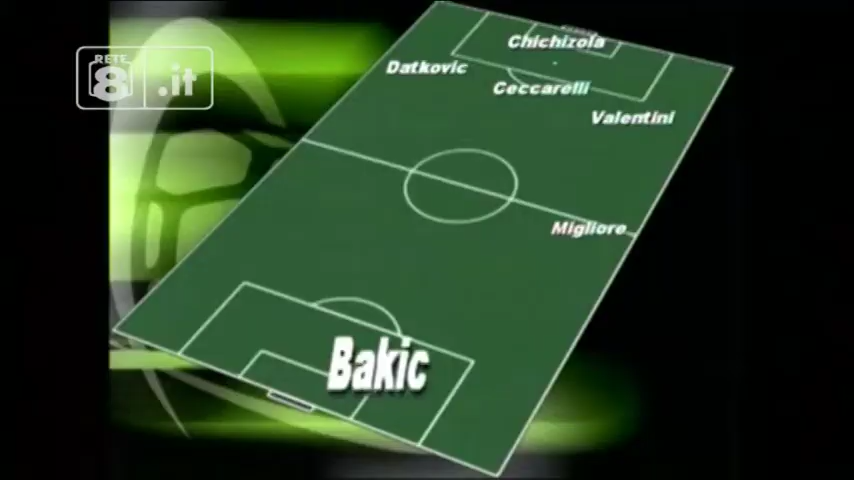 RETE
8 .it
Chichizola
Datkovic
Ceccarelli
Valentini
Migliore
Bakic